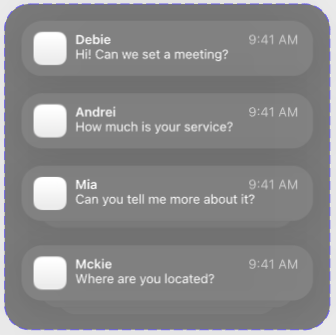 Debie 9:41 AM
Hi! Can we set a meeting?
Andrei 9:41 AM
How much is your service?
Mia 9:41 AM
Can you tell me more about it?
Mckie 9:41 AM
Where are you located?